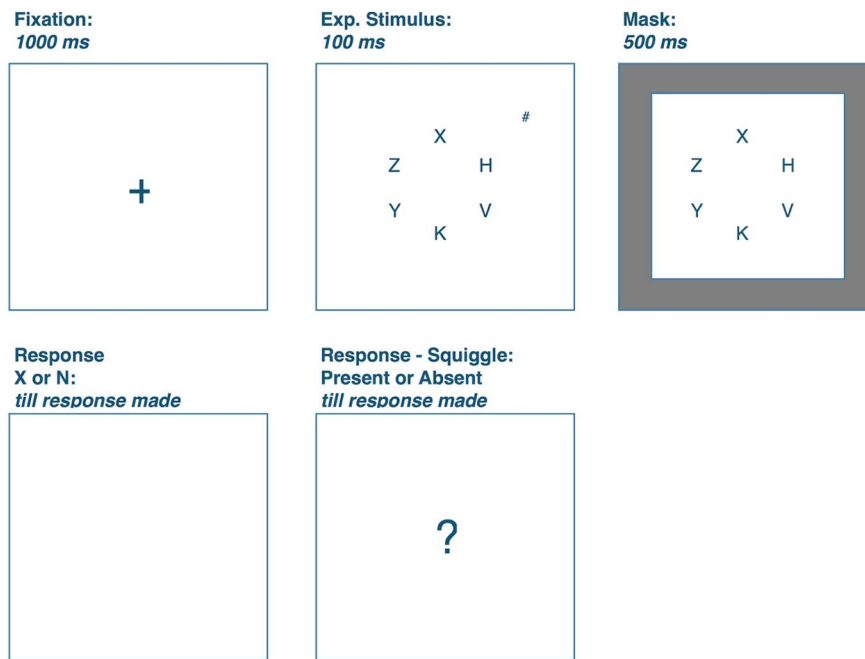 Fixation:
1000 ms
+
Exp. Stimulus:
100 ms
#
X
Z H
Y V
K
Mask:
500 ms
X
Z H
Y V
K
Response
X or N:
till response made
Response - Squiggle:
Present or Absent
till response made
?